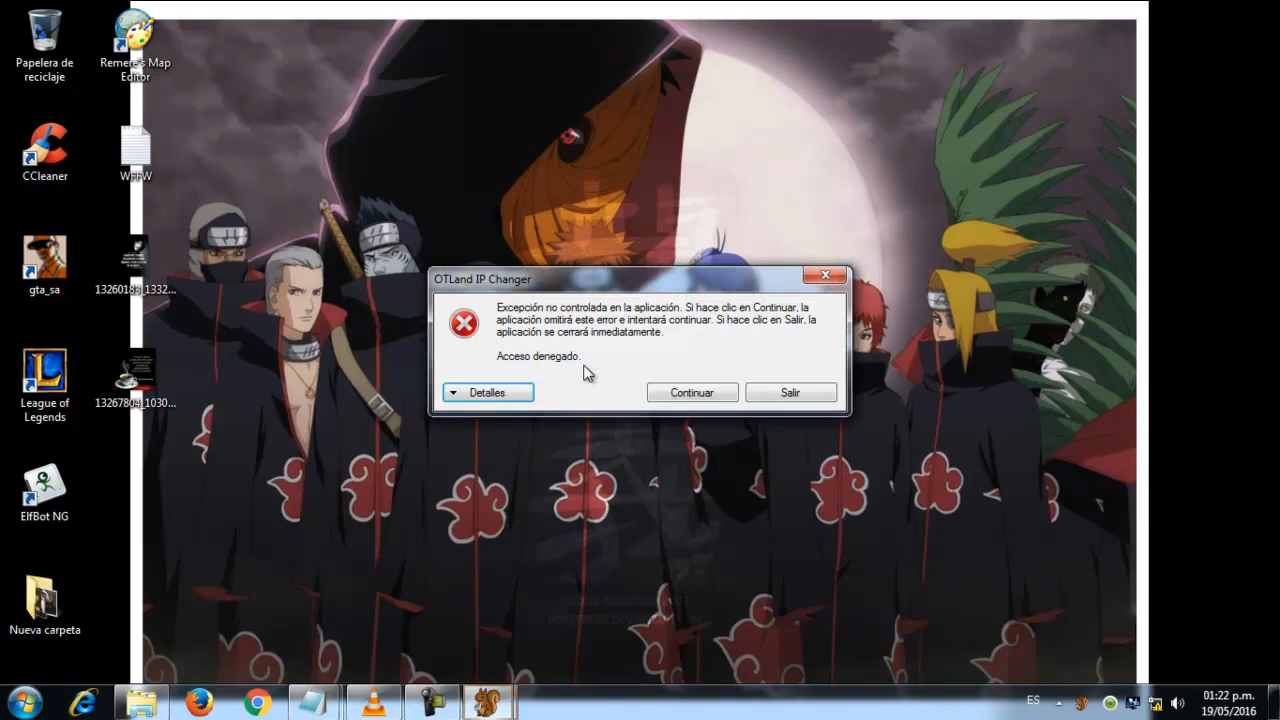 Papelera de
reciclaje
Remere's Map
Editor
CCleaner
WFFW
gta_sa
13260183_1332...
League of
Legends
13267804_1030...
ElfBot NG
Nueva carpeta
OTLand IP Changer
Excepción no controlada en la aplicación. Si hace clic en Continuar, la
aplicación omitirá este error e intentará continuar. Si hace clic en Salir, la
aplicación se cerrará inmediatamente.
Acceso denegado.
Detalles
Continuar
Salir
ES
01:22 p.m.
19/05/2016